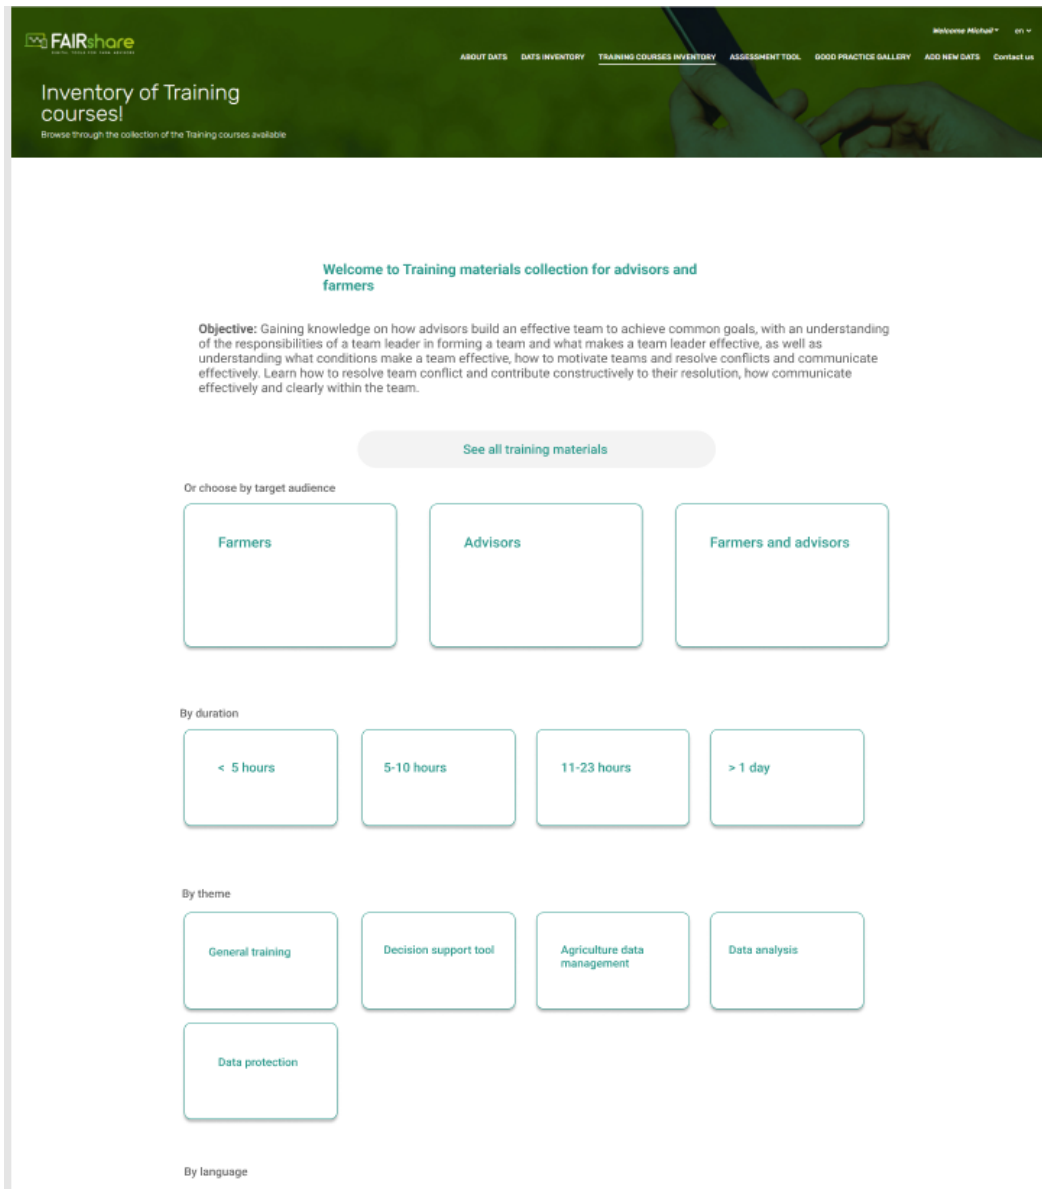 FAIRshare
DIGITAL TOOLS FOR FARM ADVISORS
Welcome Michail
en
ABOUT DATS
DATS INVENTORY
TRAINING COURSES INVENTORY
ASSESSMENT TOOL
GOOD PRACTICE GALLERY
ADD NEW DATS
Contact us
Inventory of Training
courses!
Browse through the collection of the Training courses available
Welcome to Training materials collection for advisors and
farmers
Objective: Gaining knowledge on how advisors build an effective team to achieve common goals, with an understanding
of the responsibilities of a team leader in forming a team and what makes a team leader effective, as well as
understanding what conditions make a team effective, how to motivate teams and resolve conflicts and communicate
effectively. Learn how to resolve team conflict and contribute constructively to their resolution, how communicate
effectively and clearly within the team.
See all training materials
Or choose by target audience
Farmers
Advisors
Farmers and advisors
By duration
< 5 hours
5-10 hours
11-23 hours
> 1 day
By theme
General training
Decision support tool
Agriculture data
management
Data analysis
Data protection
By language